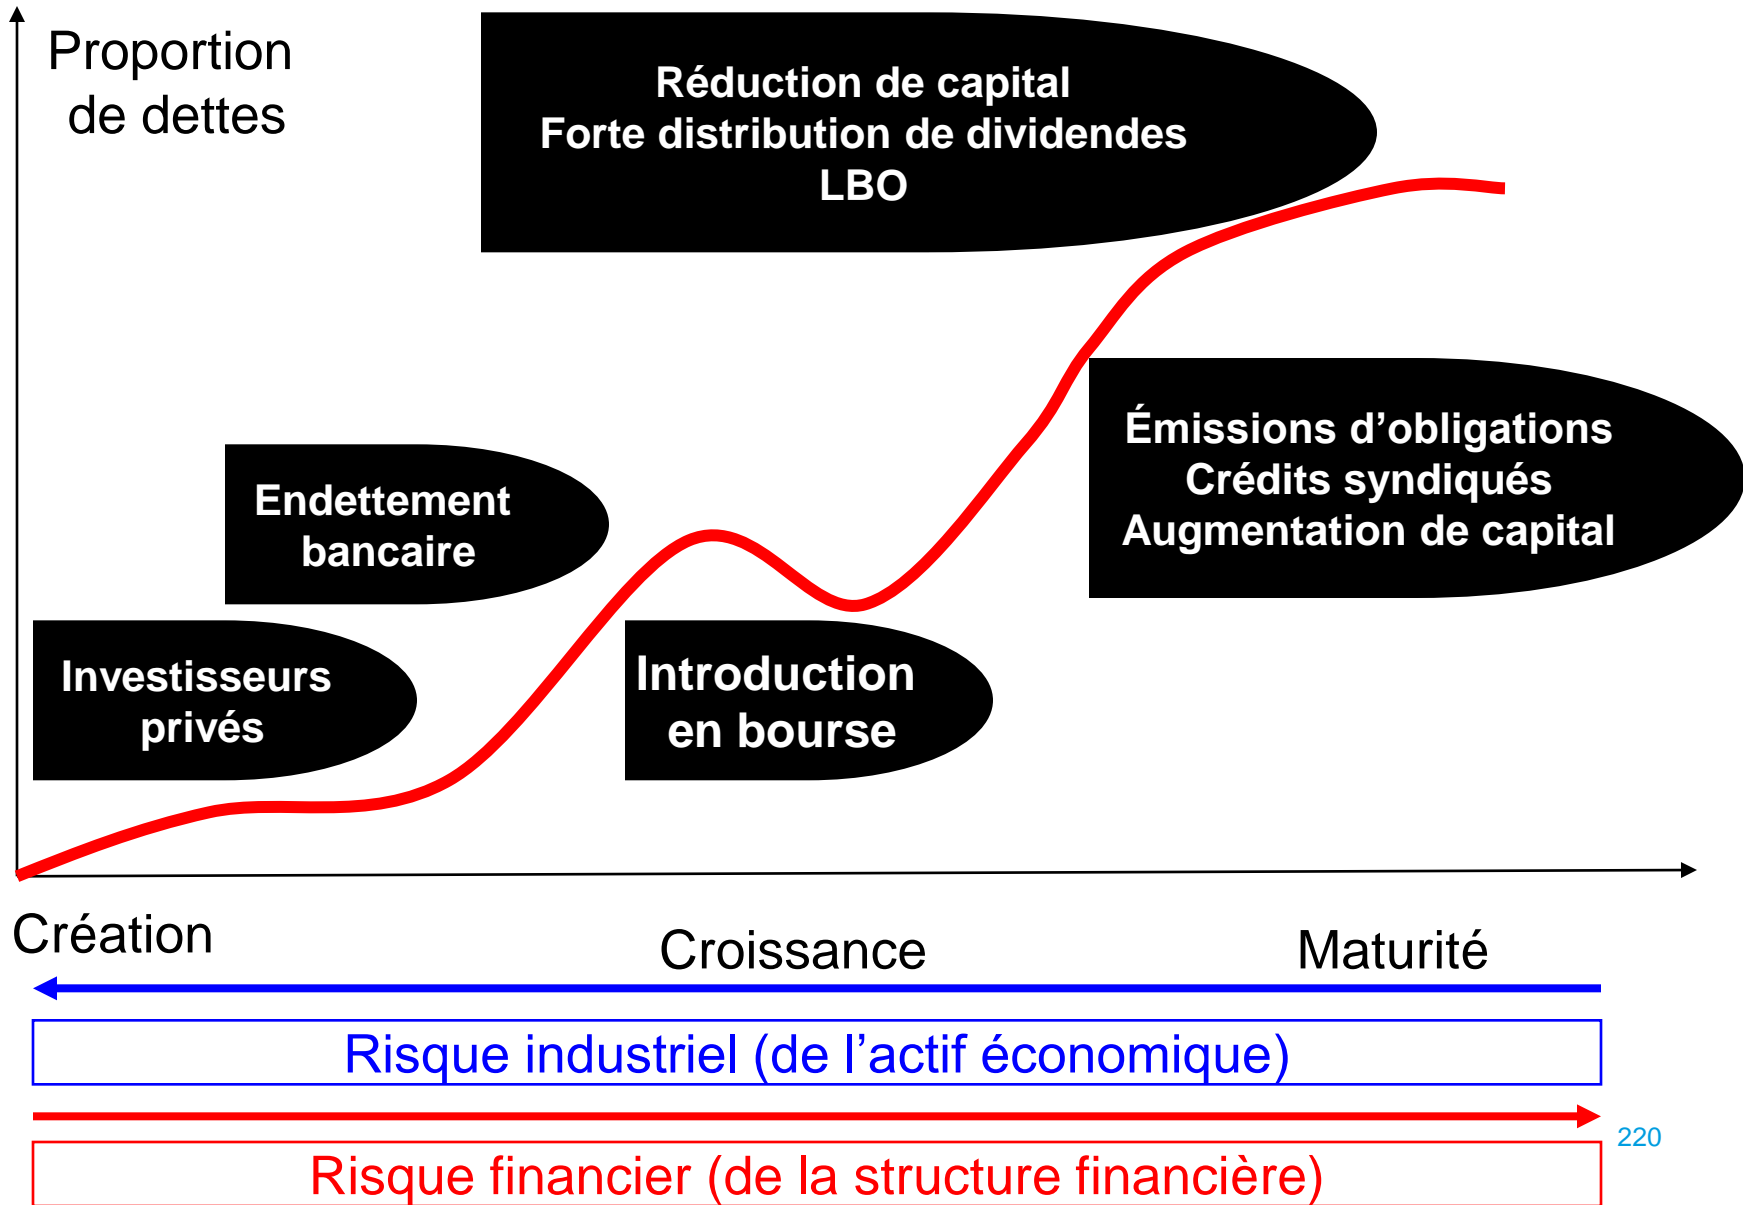 Proportion
de dettes
Réduction de capital
Forte distribution de dividendes
LBO
Émissions d’obligations
Crédits syndiqués
Augmentation de capital
Endettement
bancaire
Investisseurs
privés
Introduction
en bourse
Création
Croissance
Maturité
Risque industriel (de l’actif économique)
220
Risque financier (de la structure financière)